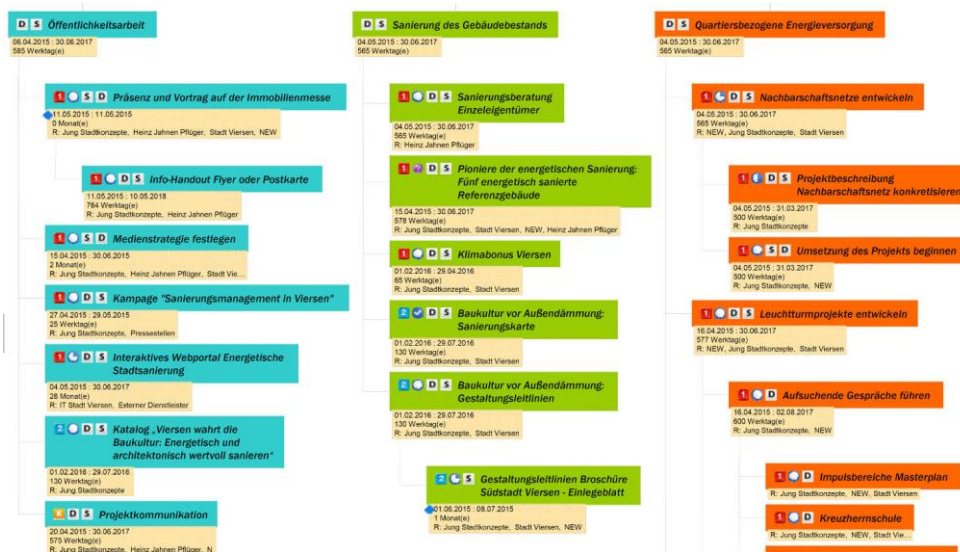 D S Öffentlichkeitsarbeit
06.04.2015 : 30.06.2017
585 Werktag(e)
1 S D Präsenz und Vortrag auf der Immobilienmesse
11.05.2015 : 11.05.2015
0 Monat(e)
R: Jung Stadtkonzepte, Heinz Jahnen Pflüger, Stadt Viersen, NEW
1 D S Info-Handout Flyer oder Postkarte
11.05.2015 : 10.05.2018
784 Werktag(e)
R: Jung Stadtkonzepte, Heinz Jahnen Pflüger
1 D S Medienstrategie festlegen
15.04.2015 : 30.06.2015
2 Monat(e)
R: Jung Stadtkonzepte, Heinz Jahnen Pflüger, Stadt Vie...
1 D S Kampage "Sanierungsmanagement in Viersen"
27.04.2015 : 29.05.2015
25 Werktag(e)
R: Jung Stadtkonzepte, Pressestellen
1 D S Interaktives Webportal Energetische
Stadtsanierung
04.05.2015 : 30.06.2017
28 Monat(e)
R: IT Stadt Viersen, Externer Dienstleister
2 D S Katalog „Viersen wahrt die
Baukultur: Energetisch und
architektonisch wertvoll sanieren“
01.02.2016 : 29.07.2016
130 Werktag(e)
R: Jung Stadtkonzepte
K D S Projektkommunikation
20.04.2015 : 30.06.2017
575 Werktag(e)
R: Jung Stadtkonzepte, Heinz Jahnen Pflüger, N
D S Sanierung des Gebäudebestands
04.05.2015 : 30.06.2017
565 Werktag(e)
1 D S Sanierungsberatung
Einzeleigentümer
04.05.2015 : 30.06.2017
565 Werktag(e)
R: Heinz Jahnen Pflüger
1 D S Pioniere der energetischen Sanierung:
Fünf energetisch sanierte
Referenzgebäude
15.04.2015 : 30.06.2017
578 Werktag(e)
R: Jung Stadtkonzepte, Stadt Viersen, NEW, Heinz Jahnen Pflüger
1 D S Klimabonus Viersen
01.02.2016 : 29.04.2016
65 Werktag(e)
R: Jung Stadtkonzepte, Stadt Viersen
2 D S Baukultur vor Außendämmung:
Sanierungskarte
01.02.2016 : 29.07.2016
130 Werktag(e)
R: Jung Stadtkonzepte, Stadt Viersen
2 D S Baukultur vor Außendämmung:
Gestaltungsleitlinien
01.02.2016 : 29.07.2016
130 Werktag(e)
R: Jung Stadtkonzepte, Stadt Viersen
2 S Gestaltungsleitlinien Broschüre
Südstadt Viersen - Einlegeblatt
01.06.2015 : 08.07.2015
1 Monat(e)
R: Jung Stadtkonzepte, Stadt Viersen, NEW
D S Quartiersbezogene Energieversorgung
04.05.2015 : 30.06.2017
565 Werktag(e)
1 D S Nachbarschaftsnetze entwickeln
04.05.2015 : 30.06.2017
565 Werktag(e)
R: NEW, Jung Stadtkonzepte, Stadt Viersen
1 D S Projektbeschreibung
Nachbarschaftsnetz konkretisieren
04.05.2015 : 31.03.2017
500 Werktag(e)
R: Jung Stadtkonzepte
1 S D Umsetzung des Projekts beginnen
04.05.2015 : 31.03.2017
500 Werktag(e)
R: Jung Stadtkonzepte, NEW
1 D S Leuchtturmprojekte entwickeln
16.04.2015 : 30.06.2017
577 Werktag(e)
R: NEW, Jung Stadtkonzepte, Stadt Viersen
1 D Aufsuchende Gespräche führen
16.04.2015 : 02.08.2017
600 Werktag(e)
R: Jung Stadtkonzepte, NEW
1 D Impulsbereiche Masterplan
R: Jung Stadtkonzepte, NEW, Stadt Viersen
1 D Kreuzherrnschule
R: Jung Stadtkonzepte, NEW, Stadt Vie...